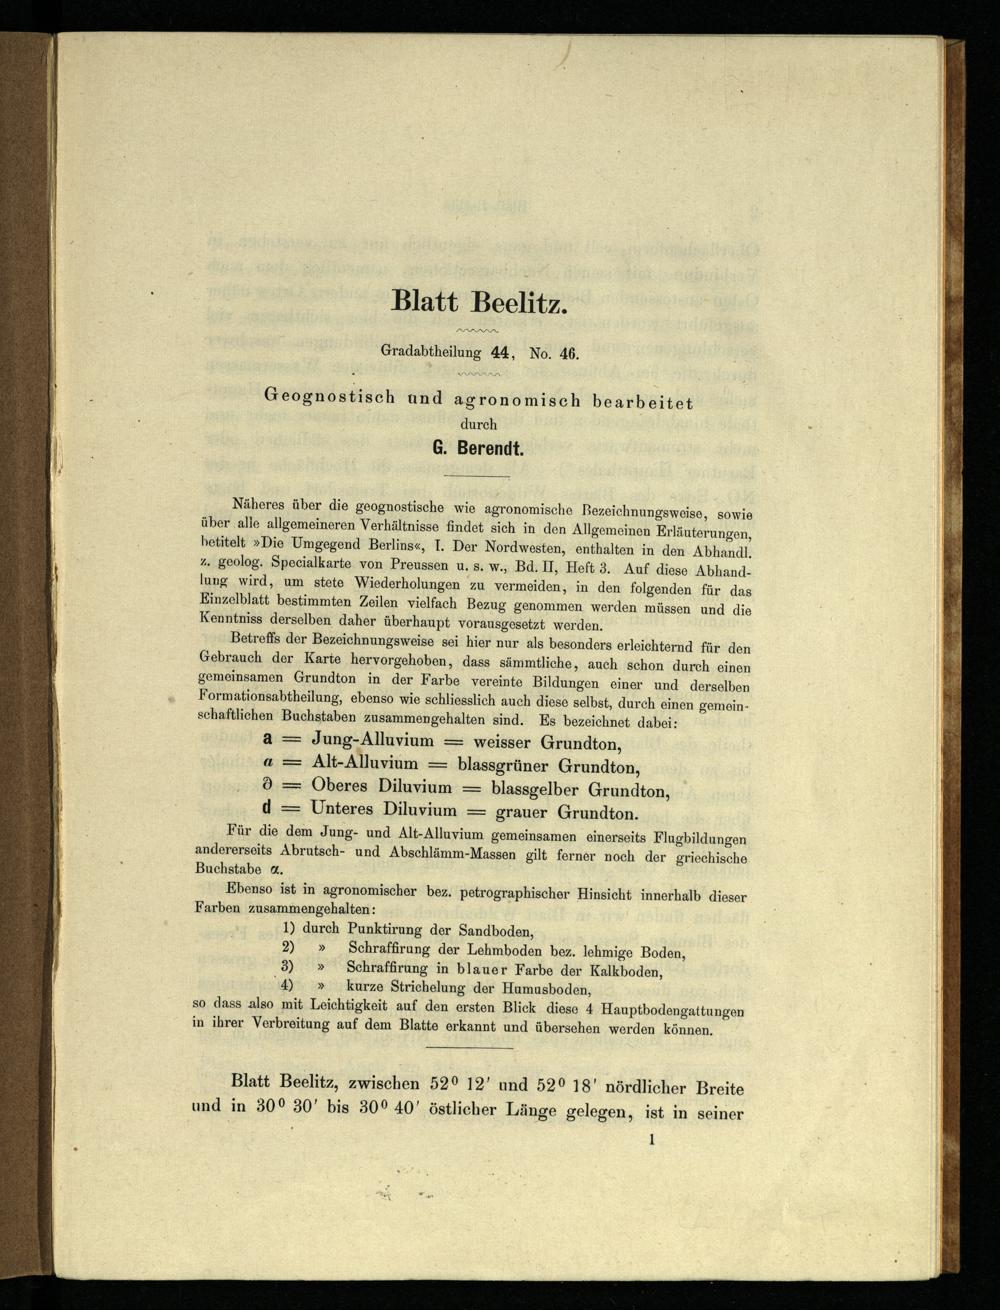 Blatt Beelitz.
Gradabtheilung 44, No. 46.
Geognostisch und agronomisch bearbeitet
durch
G. Berendt.
Näheres über die geognostische wie agronomische Bezeichnungsweise, sowie
über alle allgemeineren Verhältnisse findet sich in den Allgemeinen Erläuterungen,
betitelt »Die Umgegend Berlins«, I. Der Nordwesten, enthalten in den Abhandl.
z. geolog. Specialkarte von Preussen u. s. w., Bd. II, Heft 3. Auf diese Abhand-
lung wird, um stete Wiederholungen zu vermeiden, in den folgenden für das
Einzelblatt bestimmten Zeilen vielfach Bezug genommen werden müssen und die
Kenntniss derselben daher überhaupt vorausgesetzt werden.
Betreffs der Bezeichnungsweise sei hier nur als besonders erleichternd für den
Gebrauch der Karte hervorgehoben, dass sämmtliche, auch schon durch einen
gemeinsamen Grundton in der Farbe vereinte Bildungen einer und derselben
Formationsabtheilung, ebenso wie schliesslich auch diese selbst, durch einen gemein-
schaftlichen Buchstaben zusammengehalten sind. Es bezeichnet dabei:
a = Jung-Alluvium = weisser Grundton,
a = Alt-Alluvium = blassgrüner Grundton,
∂ = Oberes Diluvium = blassgelber Grundton,
d = Unteres Diluvium = grauer Grundton.
Für die dem Jung- und Alt-Alluvium gemeinsamen einerseits Flugbildungen
andererseits Abrutsch- und Abschlämm-Massen gilt ferner noch der griechische
Buchstabe α.
Ebenso ist in agronomischer bez. petrographischer Hinsicht innerhalb dieser
Farben zusammengehalten:
1) durch Punktirung der Sandboden,
2) » Schraffirung der Lehmboden bez. lehmige Boden,
3) » Schraffirung in blauer Farbe der Kalkboden,
4) » kurze Strichelung der Humusboden,
so dass also mit Leichtigkeit auf den ersten Blick diese 4 Hauptbodengattungen
in ihrer Verbreitung auf dem Blatte erkannt und übersehen werden können.
Blatt Beelitz, zwischen 52⁰ 12′ und 52⁰ 18′ nördlicher Breite
und in 30⁰ 30′ bis 30⁰ 40′ östlicher Länge gelegen, ist in seiner
1